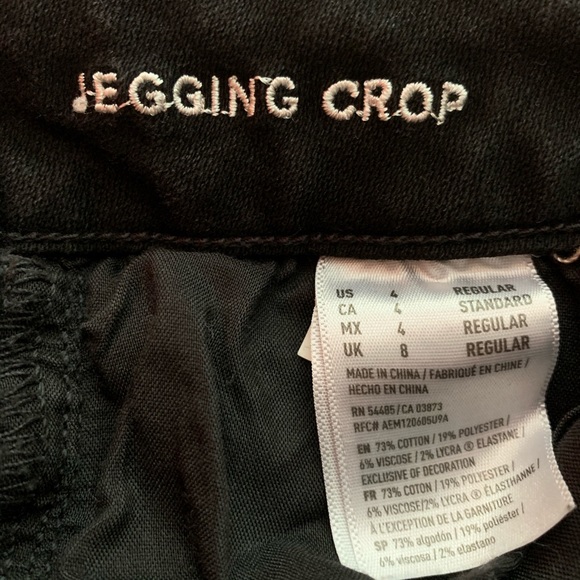 JEGGING CROP
US 4 REGULAR
CA 4 STANDARD
MX 4 REGULAR
UK 8 REGULAR
MADE IN CHINA / FABRIQUÉ EN CHINE /
HECHO EN CHINA
RN 54485/CA 03873
RFC# AEM120605U9A
EN 73% COTTON / 19% POLYESTER /
6% VISCOSE / 2% LYCRA ® ELASTANE /
EXCLUSIVE OF DECORATION
FR 73% COTON / 19% POLYESTER /
6% VISCOSE/2% LYCRA ® ÉLASTHANNE /
À L'EXCEPTION DE LA GARNITURE
SP 73% algodón / 19% poliéster /
6% viscosa / 2% elastano